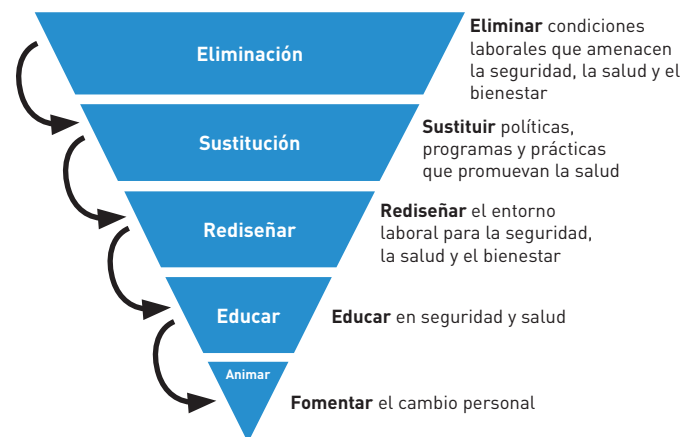 Eliminación
Eliminar condiciones
laborales que amenacen
la seguridad, la salud y el
bienestar
Sustitución
Sustituir políticas,
programas y prácticas
que promuevan la salud
Rediseñar
Rediseñar el entorno
laboral para la seguridad,
la salud y el bienestar
Educar
Educar en seguridad y salud
Animar
Fomentar el cambio personal